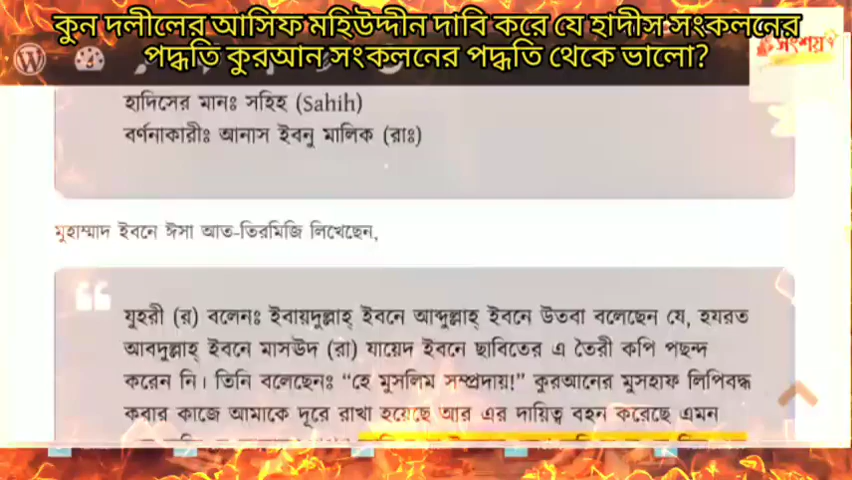 কুন দলীলের আসিফ মহিউদ্দীন দাবি করে যে হাদীস সংকলনের
পদ্ধতি কুরআন সংকলনের পদ্ধতি থেকে ভালো?
সংশয়
হাদিসের মানঃ সহিহ (Sahih)
বর্ণনাকারীঃ আনাস ইবনু মালিক (রাঃ)
মুহাম্মাদ ইবনে ঈসা আত-তিরমিজি লিখেছেন,
যুহরী (র) বলেনঃ ইবায়দুল্লাহ্ ইবনে আব্দুল্লাহ্ ইবনে উতবা বলেছেন যে, হযরত
আবদুল্লাহ্ ইবনে মাসঊদ (রা) যায়েদ ইবনে ছাবিতের এ তৈরী কপি পছন্দ
করেন নি। তিনি বলেছেনঃ “হে মুসলিম সম্প্রদায়!” কুরআনের মুসহাফ লিপিবদ্ধ
কবার কাজে আমাকে দূরে রাখা হয়েছে আর এর দায়িত্ব বহন করেছে এমন